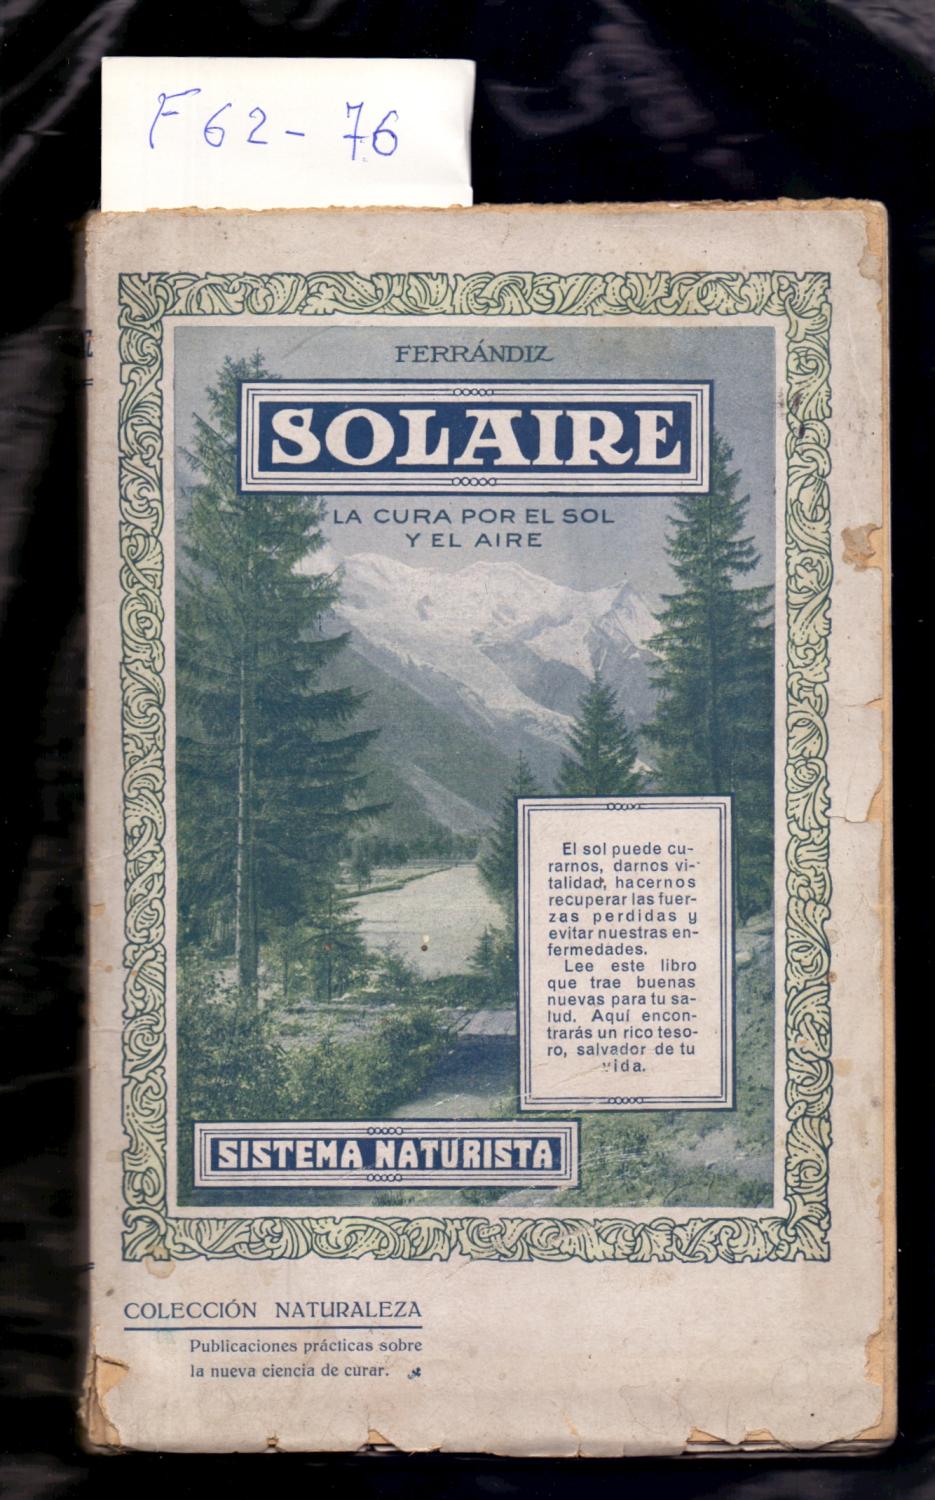 F62-76
FERRÁNDIZ
SOLAIRE
LA CURA POR EL SOL
Y EL AIRE
El sol puede cu-
rarnos, darnos vi-
talidad, hacernos
recuperar las fuer-
zas perdidas y
evitar nuestras en-
fermedades.
Lee este libro
que trae buenas
nuevas para tu sa-
lud. Aquí encon-
trarás un rico teso-
ro, salvador de tu
vida.
SISTEMA NATURISTA
COLECCIÓN NATURALEZA
Publicaciones prácticas sobre
la nueva ciencia de curar.